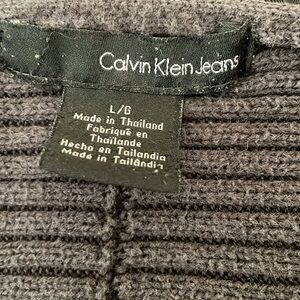 Calvin Klein Jeans
L/G
Made in Thailand
Fabriqué en
Thaïlande
Hecho en Tailandia
Made in Tailândia